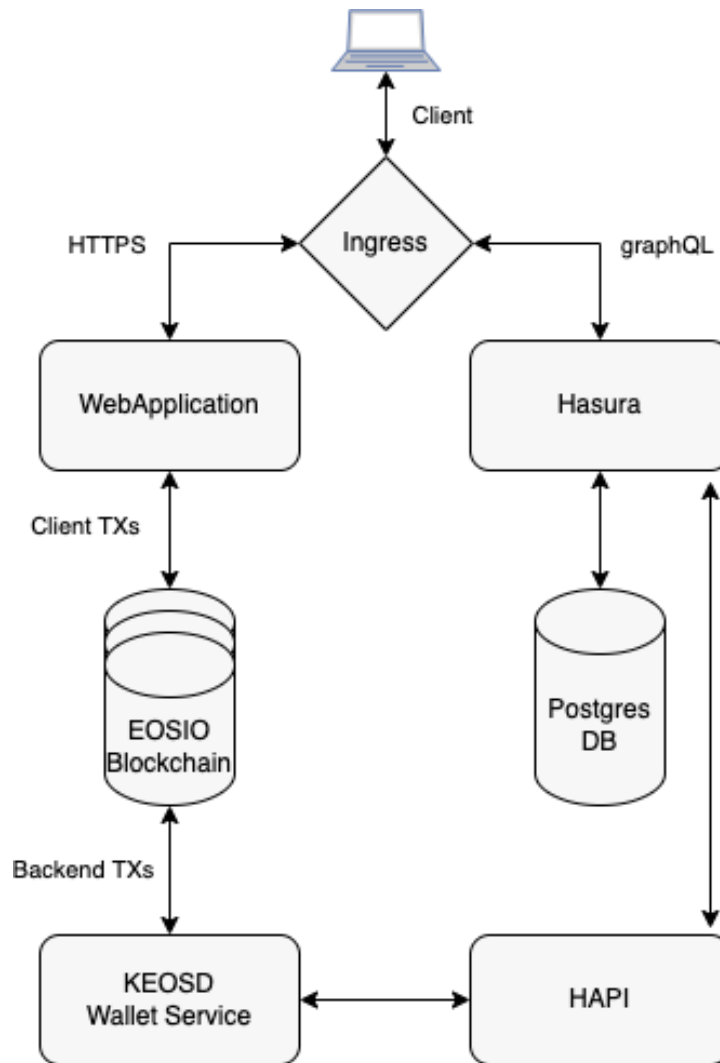 Client
HTTPS
Ingress
graphQL
WebApplication
Hasura
Client TXs
EOSIO
Blockchain
Postgres
DB
Backend TXs
KEOSD
Wallet Service
HAPI